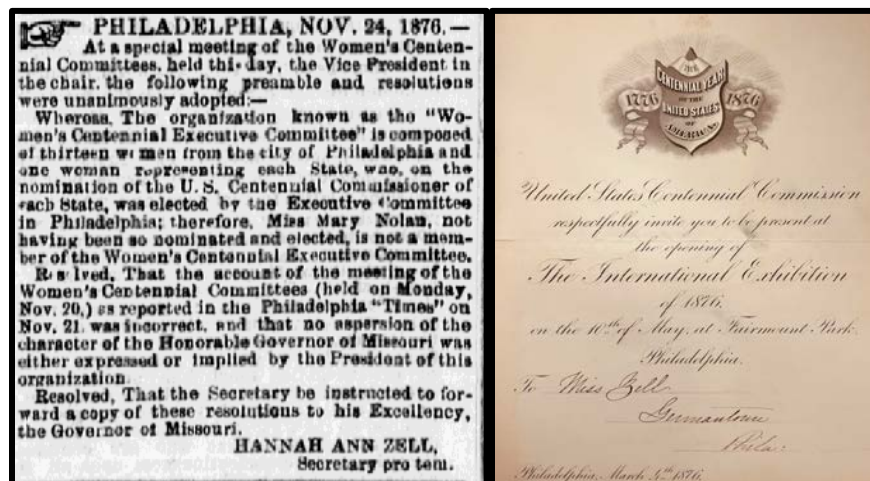 PHILADELPHIA, NOV. 24, 1876.—
At a special meeting of the Women's Centen-
nial Committees, held this day, the Vice President in
the chair, the following preamble and resolutions
were unanimously adopted:—
Whereas, The organization known as the "Wo-
men's Centennial Executive Committee" is composed
of thirteen women from the city of Philadelphia and
one woman representing each State, who, on the
nomination of the U. S. Centennial Commissioner of
each State, was elected by the Executive Committee
in Philadelphia; therefore, Miss Mary Nolan, not
having been so nominated and elected, is not a mem-
ber of the Women's Centennial Executive Committee.
Resolved, That the account of the meeting of the
Women's Centennial Committees (held on Monday,
Nov. 20,) as reported in the Philadelphia "Times" on
Nov. 21, was incorrect, and that no aspersion of the
character of the Honorable Governor of Missouri was
either expressed or implied by the President of this
organization.
Resolved, That the Secretary be instructed to for-
ward a copy of these resolutions to his Excellency,
the Governor of Missouri.
HANNAH ANN ZELL,
Secretary pro tem.
CENTENNIAL YEAR
1776 OF THE 1876
UNITED STATES
OF
AMERICA
United States Centennial Commission
respectfully invite you to be present at
the opening of
The International Exhibition
of 1876,
on the 10th of May, at Fairmount Park,
Philadelphia.
To Miss Zell
Germantown
Phila:
Philadelphia, March 9th 1876.